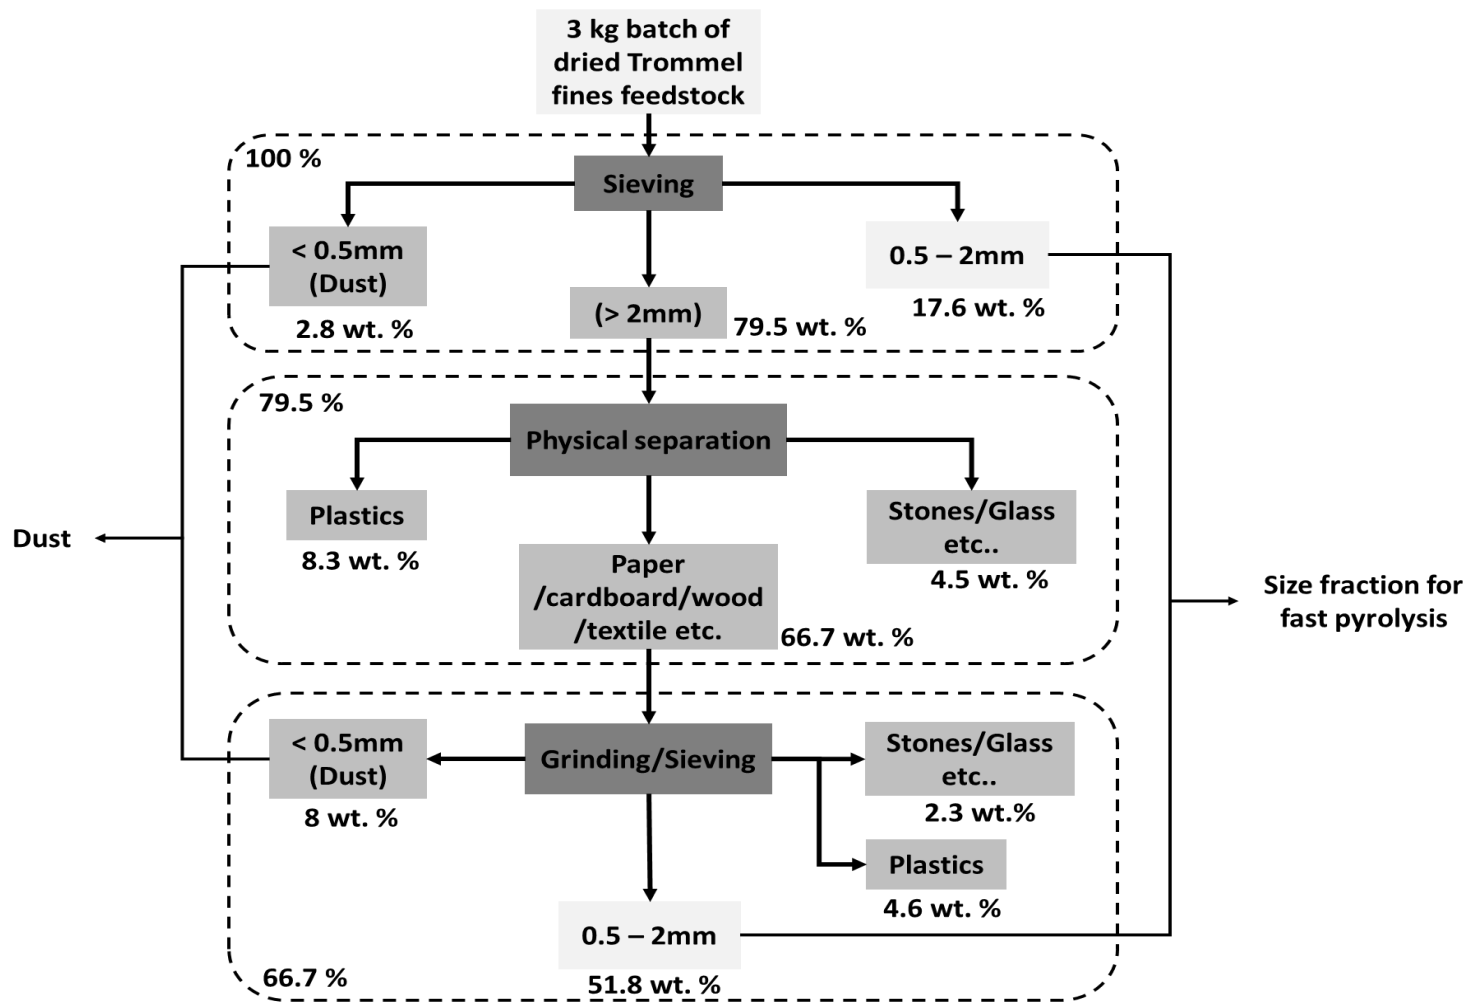 3 kg batch of
dried Trommel
fines feedstock
100 %
Sieving
< 0.5mm
(Dust)
2.8 wt. %
(> 2mm)
79.5 wt. %
0.5 – 2mm
17.6 wt. %
79.5 %
Physical separation
Plastics
8.3 wt. %
Paper
/cardboard/wood
/textile etc.
66.7 wt. %
Stones/Glass
etc..
4.5 wt. %
Dust
Size fraction for
fast pyrolysis
< 0.5mm
(Dust)
8 wt. %
Grinding/Sieving
Stones/Glass
etc..
2.3 wt.%
Plastics
4.6 wt. %
0.5 – 2mm
51.8 wt. %
66.7 %